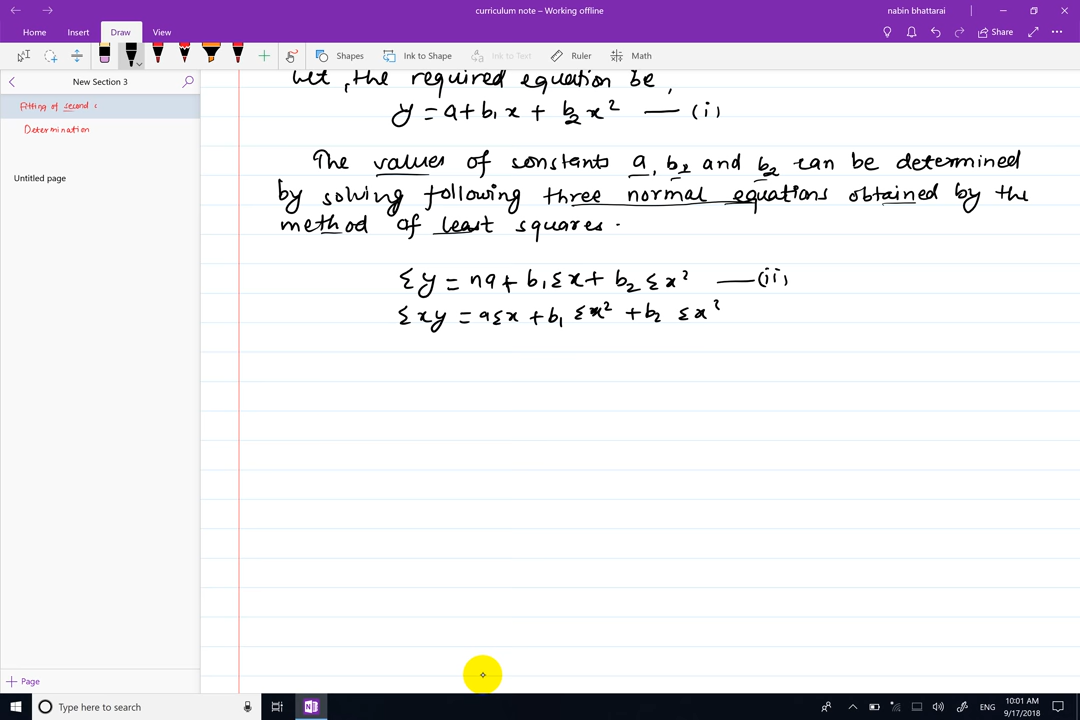 curriculum note – Working offline
nabin bhattarai
Home Insert Draw View
Share
Shapes Ink to Shape Ink to Text Ruler Math
New Section 3
Fitting of second
Determination
Untitled page
Let, the required equation be,
y = a + b₁x + b₂x² — (i)
The values of constants a, b₁ and b₂ can be determined
by solving following three normal equations obtained by the
method of least squares.
Σy = na + b₁Σx + b₂Σx² — (ii)
Σxy = aΣx + b₁Σx² + b₂Σx³
+ Page
Type here to search
ENG
10:01 AM
9/17/2018